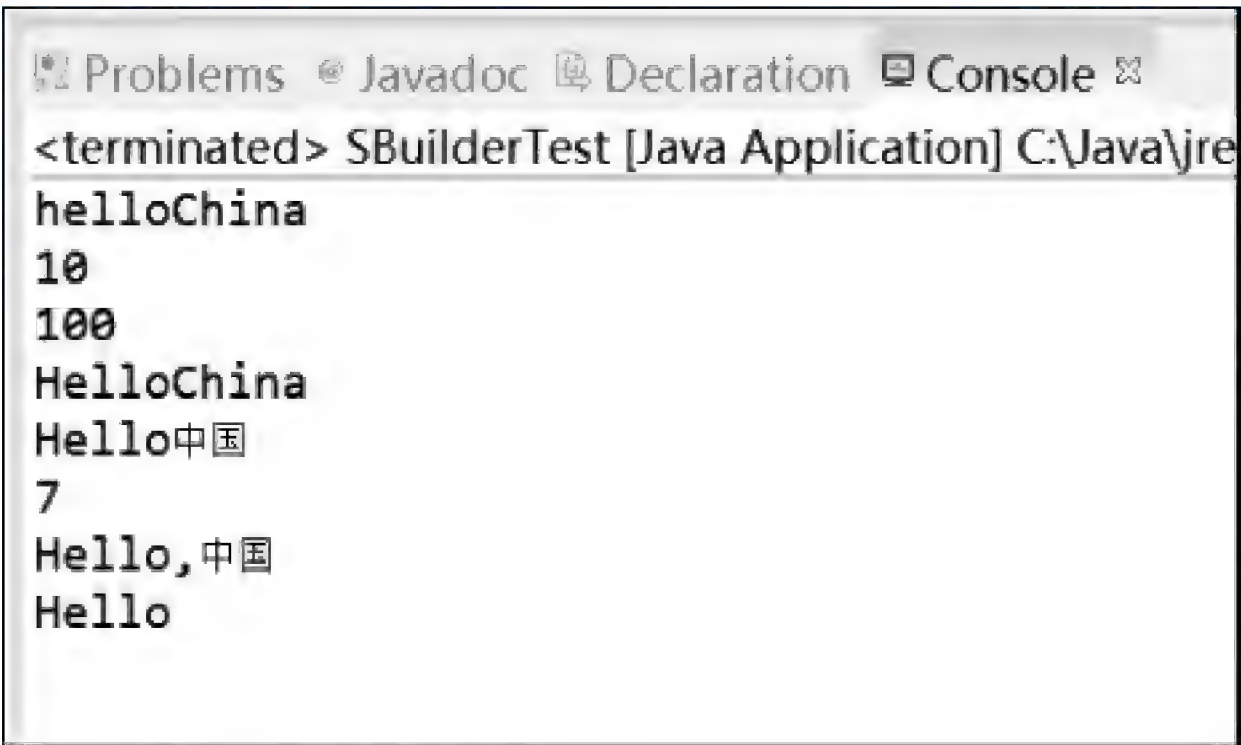 Problems Javadoc Declaration Console
<terminated> SBuilderTest [Java Application] C:\Java\jre
helloChina
10
100
HelloChina
Hello中国
7
Hello,中国
Hello